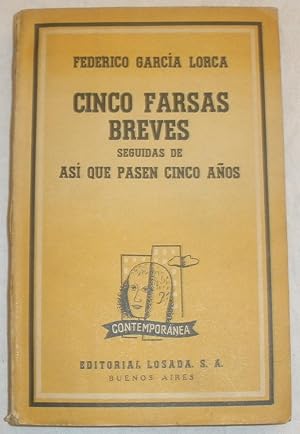 FEDERICO GARCÍA LORCA
CINCO FARSAS
BREVES
SEGUIDAS DE
ASÍ QUE PASEN CINCO AÑOS
CONTEMPORÁNEA
EDITORIAL LOSADA. S. A.
BUENOS AIRES